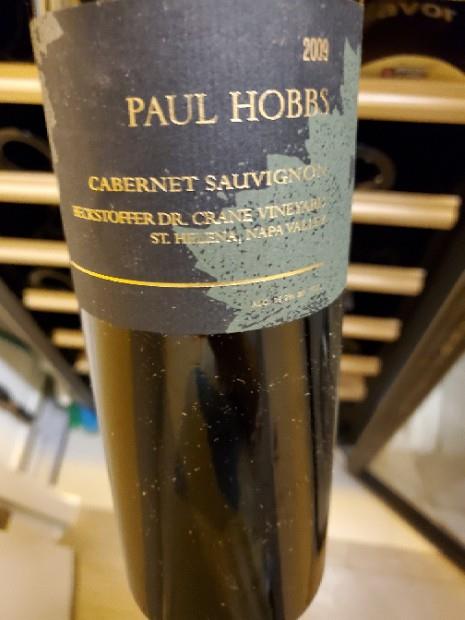 2009
PAUL HOBBS
CABERNET SAUVIGNON
BECKSTOFFER DR. CRANE VINEYARD
ST. HELENA, NAPA VALLEY